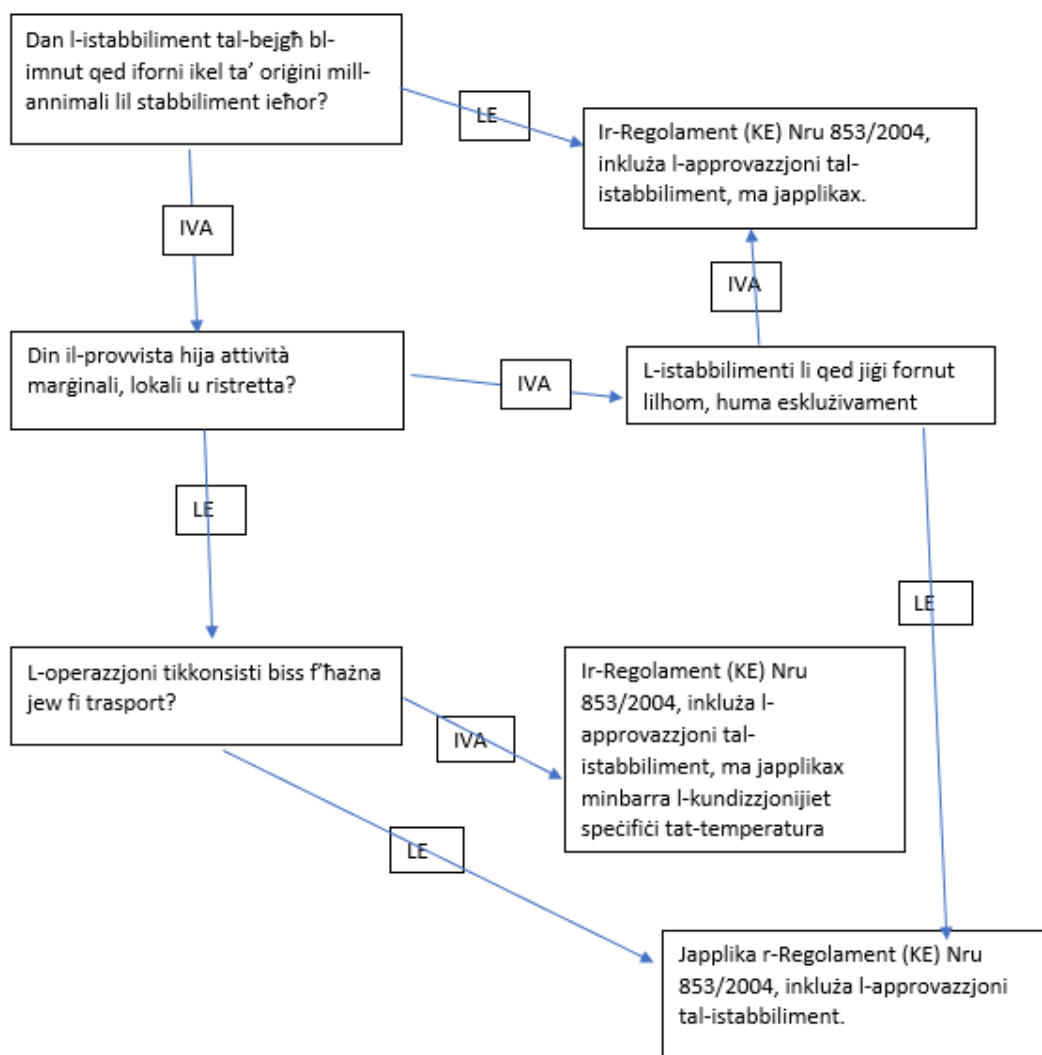 Dan l-istabbiliment tal-bejgħ bl-
imnut qed iforni ikel ta' oriġini mill-
annimali lil stabbiliment ieħor?
LE
Ir-Regolament (KE) Nru 853/2004,
inkluża l-approvazzjoni tal-
istabbiliment, ma japplikax.
IVA
IVA
Din il-provvista hija attività
marġinali, lokali u ristretta?
IVA
L-istabbilimenti li qed jiġi fornut
lilhom, huma esklużivament
LE
LE
L-operazzjoni tikkonsisti biss f'ħażna
jew fi trasport?
IVA
Ir-Regolament (KE) Nru
853/2004, inkluża l-
approvazzjoni tal-
istabbiliment, ma japplikax
minbarra l-kundizzjonijiet
speċifiċi tat-temperatura
LE
Japplika r-Regolament (KE) Nru
853/2004, inkluża l-approvazzjoni
tal-istabbiliment.